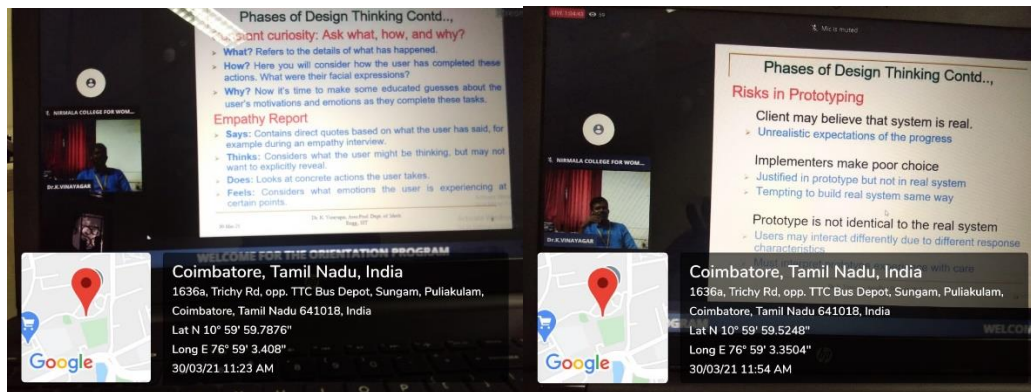 Phases of Design Thinking Contd..,
curiosity: Ask what, how, and why?
➢ What? Refers to the details of what has happened.
➢ How? Here you will consider how the user has completed these
actions. What were their facial expressions?
➢ Why? Now it's time to make some educated guesses about the
user's motivations and emotions as they complete these tasks.
Empathy Report
➢ Says: Contains direct quotes based on what the user has said, for
example during an empathy interview.
➢ Thinks: Considers what the user might be thinking, but may not
want to explicitly reveal.
➢ Does: Looks at concrete actions the user takes.
➢ Feels: Considers what emotions the user is experiencing at
certain points.
NIRMALA COLLEGE FOR WOM...
Dr.K.VINAYAGAR
WELCOME FOR THE ORIENTATION PROGRAM
Google
Coimbatore, Tamil Nadu, India
1636a, Trichy Rd, opp. TTC Bus Depot, Sungam, Puliakulam,
Coimbatore, Tamil Nadu 641018, India
Lat N 10° 59' 59.7876"
Long E 76° 59' 3.408"
30/03/21 11:23 AM
LIVE 1:04:43
59
Mic is muted
Phases of Design Thinking Contd..,
Risks in Prototyping
Client may believe that system is real.
➢ Unrealistic expectations of the progress
Implementers make poor choice
➢ Justified in prototype but not in real system
➢ Tempting to build real system same way
Prototype is not identical to the real system
➢ Users may interact differently due to different response
characteristics
➢ Must interpret with care
NIRMALA COLLEGE FOR WOM...
Dr.K.VINAYAGAR
WELCO
Google
Coimbatore, Tamil Nadu, India
1636a, Trichy Rd, opp. TTC Bus Depot, Sungam, Puliakulam,
Coimbatore, Tamil Nadu 641018, India
Lat N 10° 59' 59.5248"
Long E 76° 59' 3.3504"
30/03/21 11:54 AM